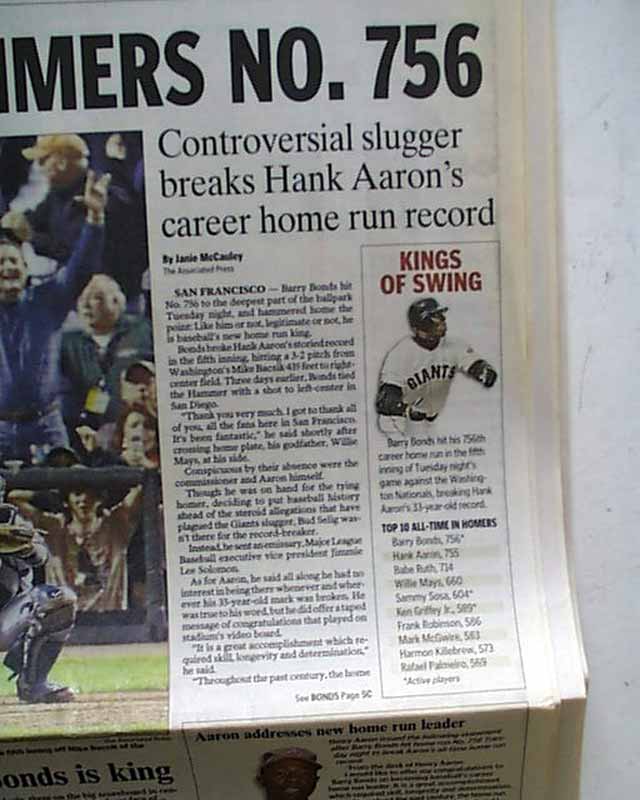 MMERS NO. 756
Controversial slugger
breaks Hank Aaron's
career home run record
By Janie McCauley
The Associated Press
SAN FRANCISCO — Barry Bonds hit
No. 756 to the deepest part of the ballpark
Tuesday night, and hammered home the
point: Like him or not, legitimate or not, he
is baseball's new home run king.
Bonds broke Hank Aaron's storied record
in the fifth inning, hitting a 3-2 pitch from
Washington's Mike Bacsik 435 feet to right-
center field. Three days earlier, Bonds tied
the Hammer with a shot to left-center in
San Diego.
"Thank you very much. I got to thank all
of you, all the fans here in San Francisco.
It's been fantastic," he said shortly after
crossing home plate, his godfather, Willie
Mays, at his side.
Conspicuous by their absence were the
commissioner and Aaron himself.
Though he was on hand for the tying
homer, deciding to put baseball history
ahead of the steroid allegations that have
plagued the Giants slugger, Bud Selig was-
n't there for the record-breaker.
Instead, he sent an emissary, Major League
Baseball executive vice president Jimmie
Lee Solomon.
As for Aaron, he said all along he had no
interest in being there whenever and wher-
ever his 33-year-old mark was broken. He
was true to his word, but he did offer a taped
message of congratulations that played on
stadium's video board.
"It is a great accomplishment which re-
quired skill, longevity and determination,"
he said.
"Throughout the past century, the home
See BONDS Page 5C
KINGS
OF SWING
GIANTS
Barry Bonds hit his 756th
career home run in the fifth
inning of Tuesday night's
game against the Washing-
ton Nationals, breaking Hank
Aaron's 33-year-old record.
TOP 10 ALL-TIME IN HOMERS
Barry Bonds, 756*
Hank Aaron, 755
Babe Ruth, 714
Willie Mays, 660
Sammy Sosa, 604*
Ken Griffey Jr., 589*
Frank Robinson, 586
Mark McGwire, 583
Harmon Killebrew, 573
Rafael Palmeiro, 569
*Active players
onds is king
Aaron addresses new home run leader